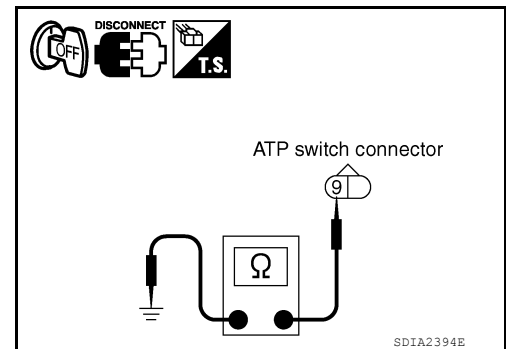 DISCONNECT
OFF
T.S.
ATP switch connector
9
Ω
SDIA2394E